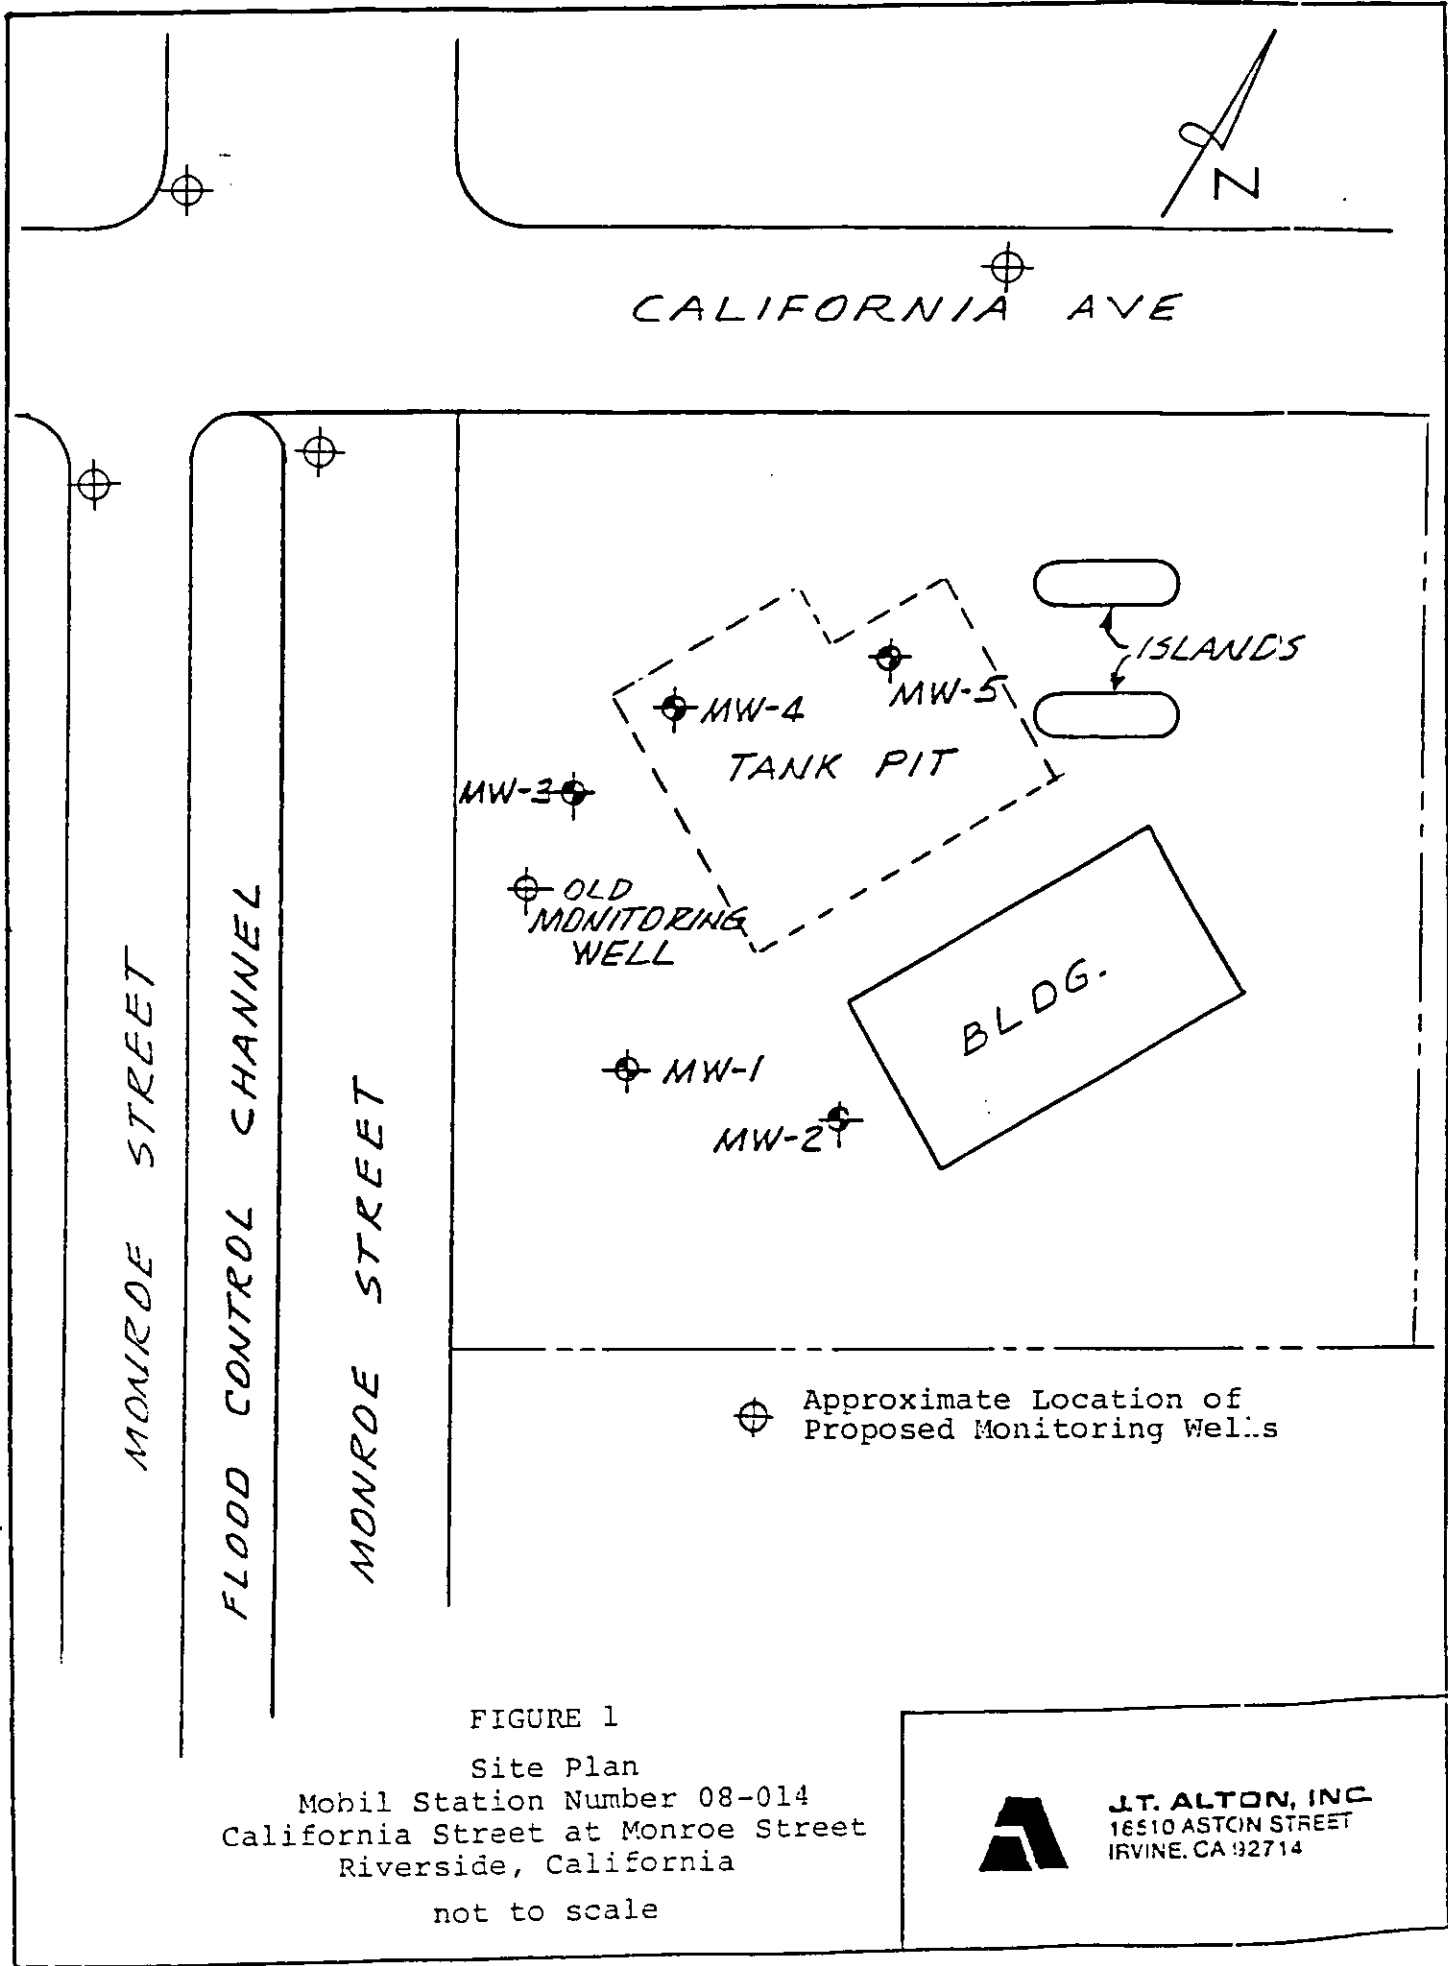 N
CALIFORNIA AVE
ISLANDS
MW-5
MW-4
TANK PIT
MW-3
OLD
MONITORING
WELL
BLDG.
MW-1
MW-2
MONROE STREET
FLOOD CONTROL CHANNEL
MONROE STREET
Approximate Location of
Proposed Monitoring Wells
FIGURE 1
Site Plan
Mobil Station Number 08-014
California Street at Monroe Street
Riverside, California
not to scale
J.T. ALTON, INC
16510 ASTON STREET
IRVINE, CA 92714